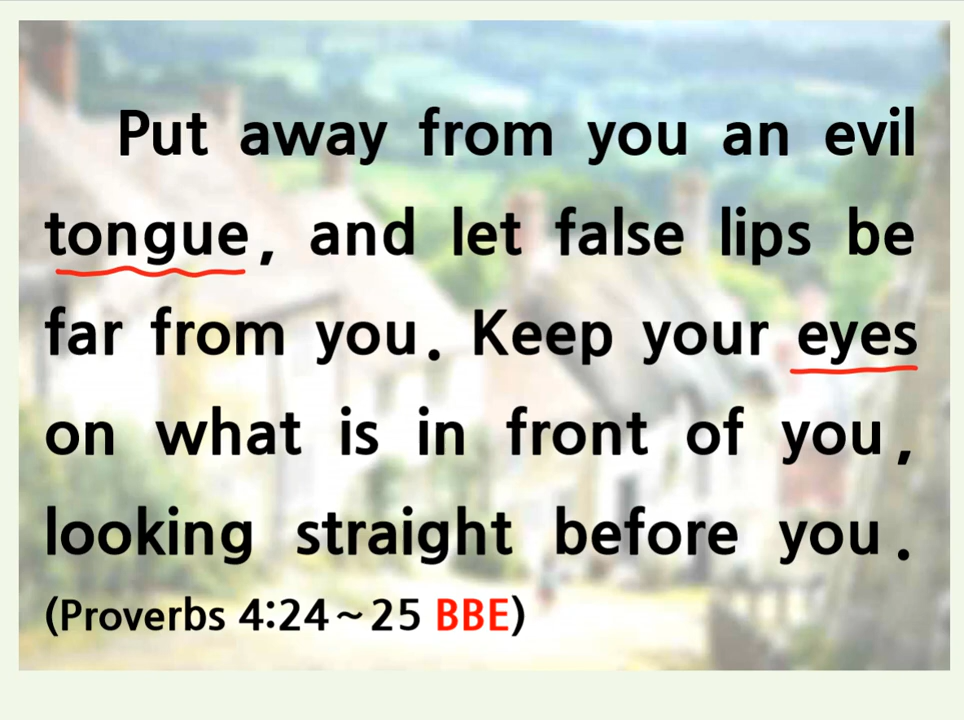 Put away from you an evil
tongue, and let false lips be
far from you. Keep your eyes
on what is in front of you,
looking straight before you.
(Proverbs 4:24~25 BBE)